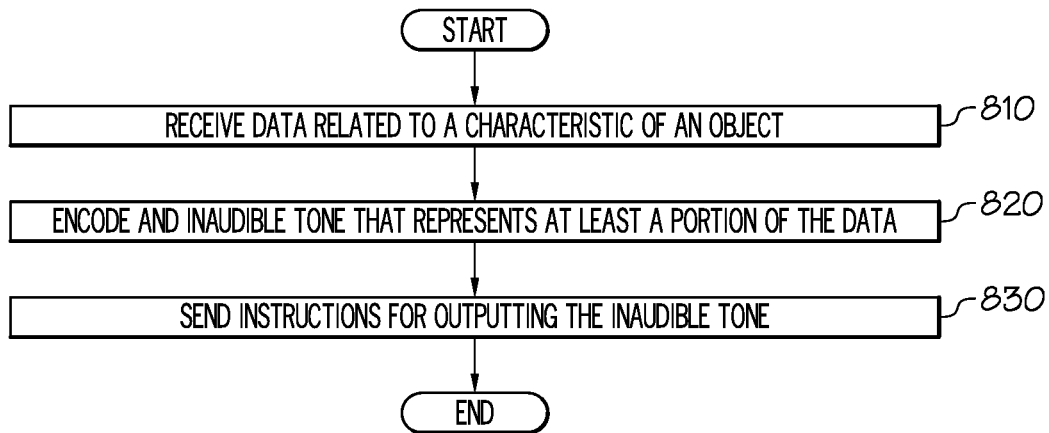 START
RECEIVE DATA RELATED TO A CHARACTERISTIC OF AN OBJECT
810
ENCODE AND INAUDIBLE TONE THAT REPRESENTS AT LEAST A PORTION OF THE DATA
820
SEND INSTRUCTIONS FOR OUTPUTTING THE INAUDIBLE TONE
830
END